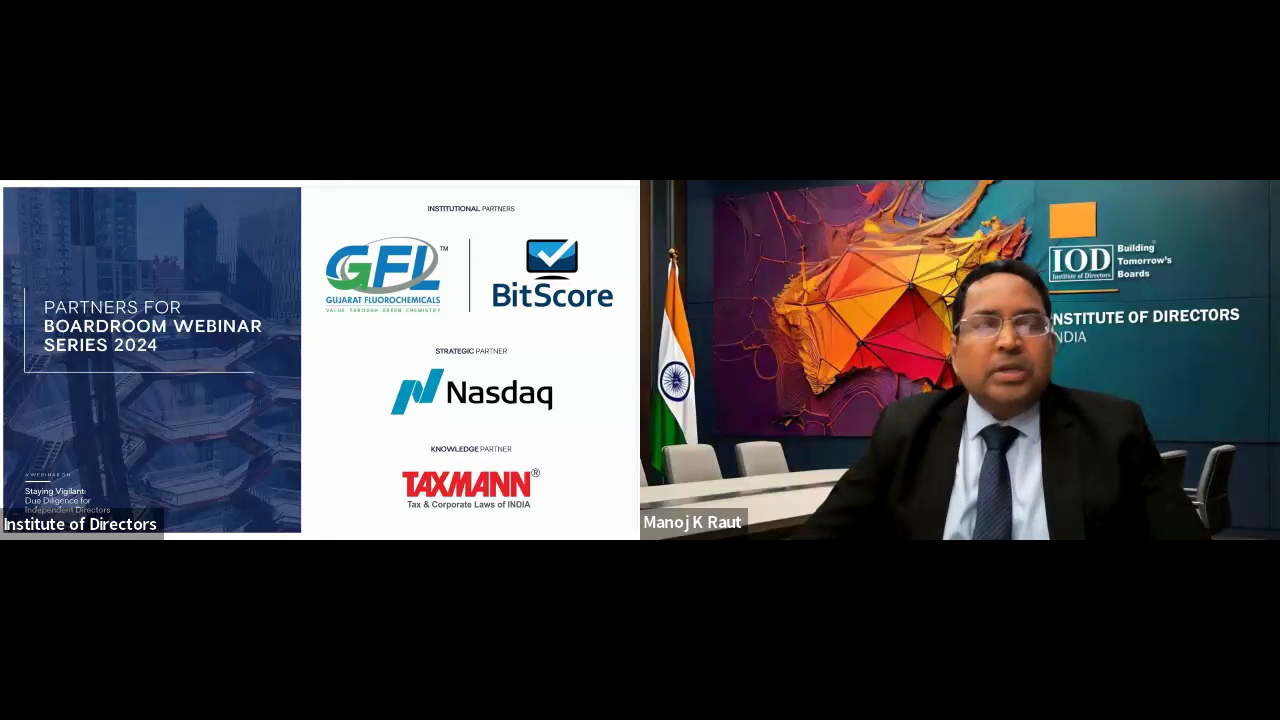 PARTNERS FOR
BOARDROOM WEBINAR
SERIES 2024
A WEBINAR ON
Staying Vigilant:
Due Diligence for
Independent Directors
Institute of Directors
INSTITUTIONAL PARTNERS
GFL™
GUJARAT FLUOROCHEMICALS
VALUE THROUGH GREEN CHEMISTRY
BitScore
STRATEGIC PARTNER
Nasdaq
KNOWLEDGE PARTNER
TAXMANN®
Tax & Corporate Laws of INDIA
IOD
Institute of Directors
Building
Tomorrow's
Boards
NSTITUTE OF DIRECTORS
INDIA
Manoj K Raut